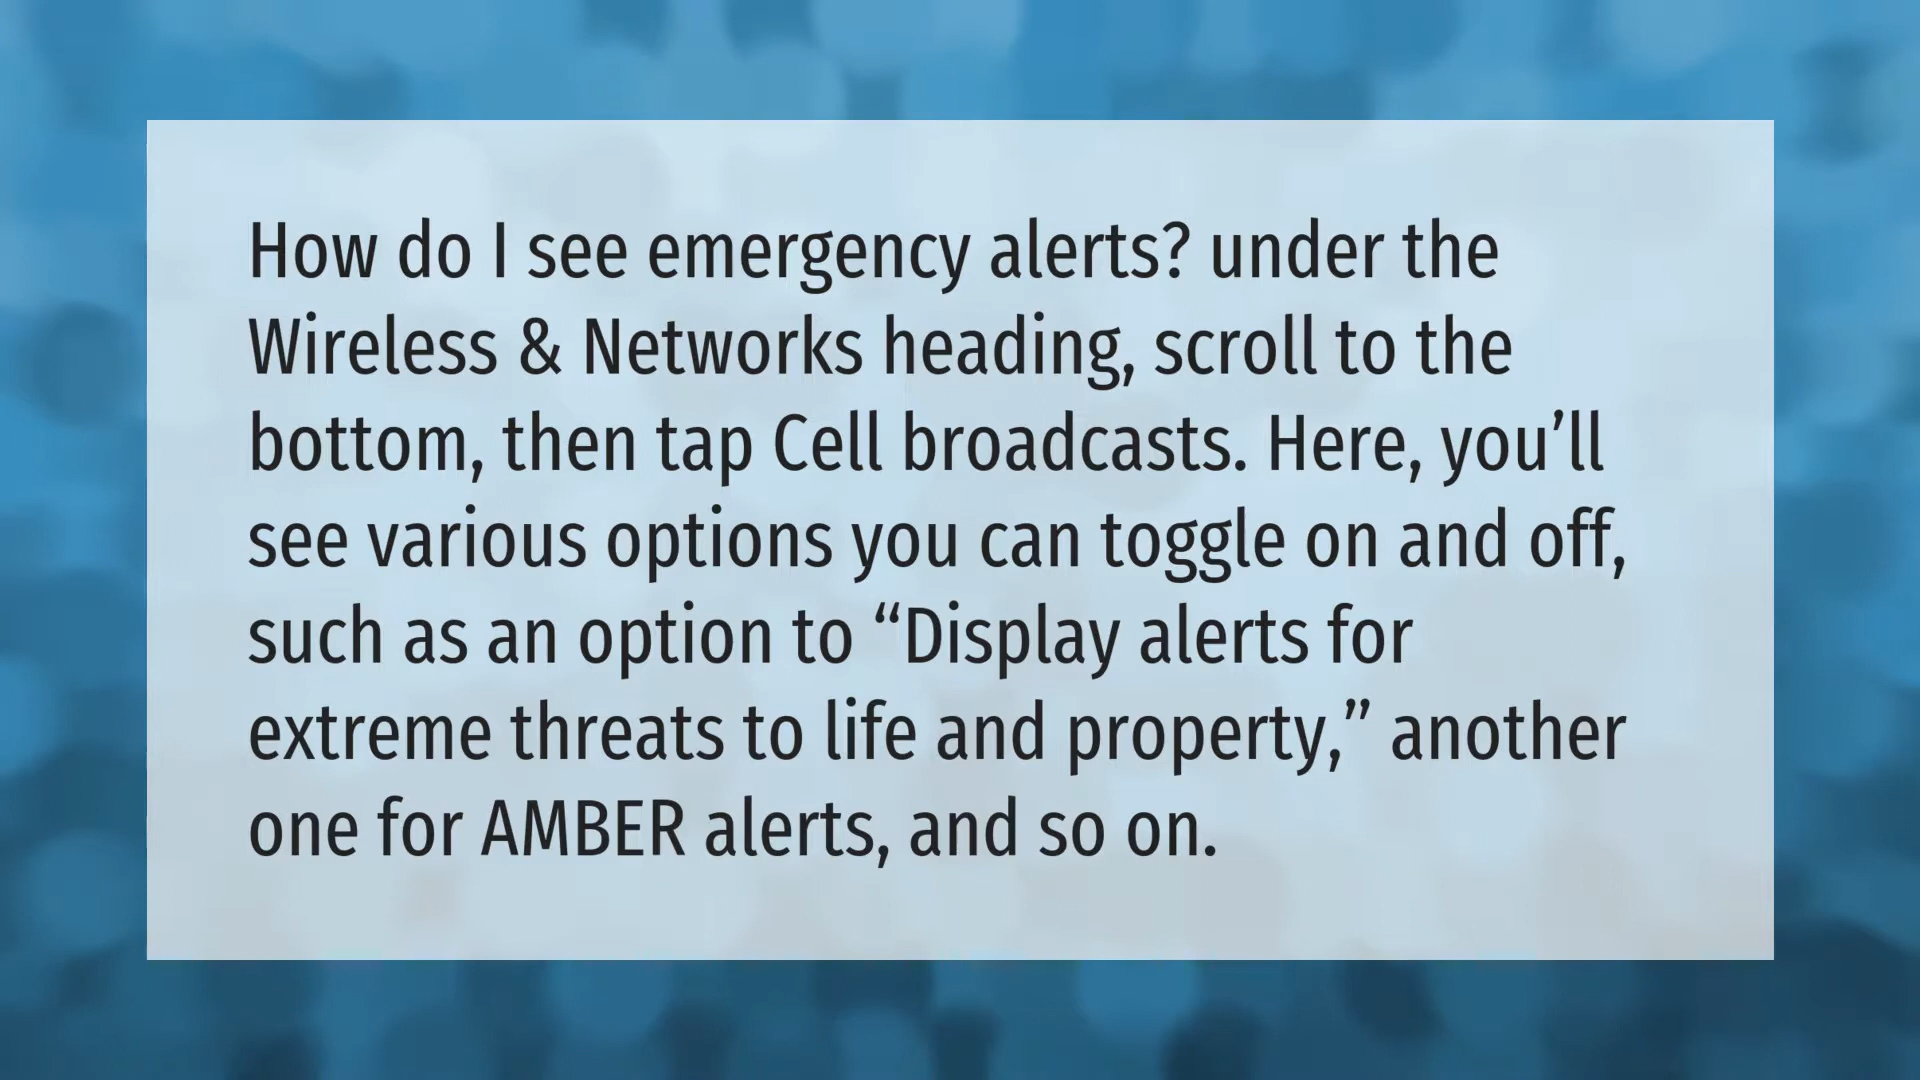 How do I see emergency alerts? under the
Wireless & Networks heading, scroll to the
bottom, then tap Cell broadcasts. Here, you’ll
see various options you can toggle on and off,
such as an option to “Display alerts for
extreme threats to life and property,” another
one for AMBER alerts, and so on.